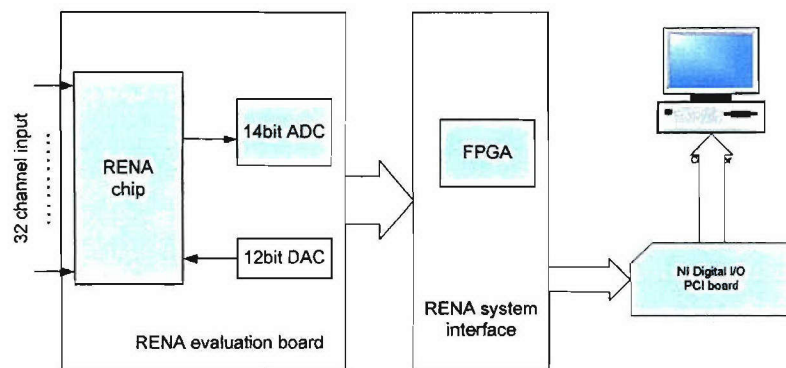 32 channel input
RENA
chip
14bit ADC
12bit DAC
RENA evaluation board
FPGA
RENA system
interface
NI Digital I/O
PCI board